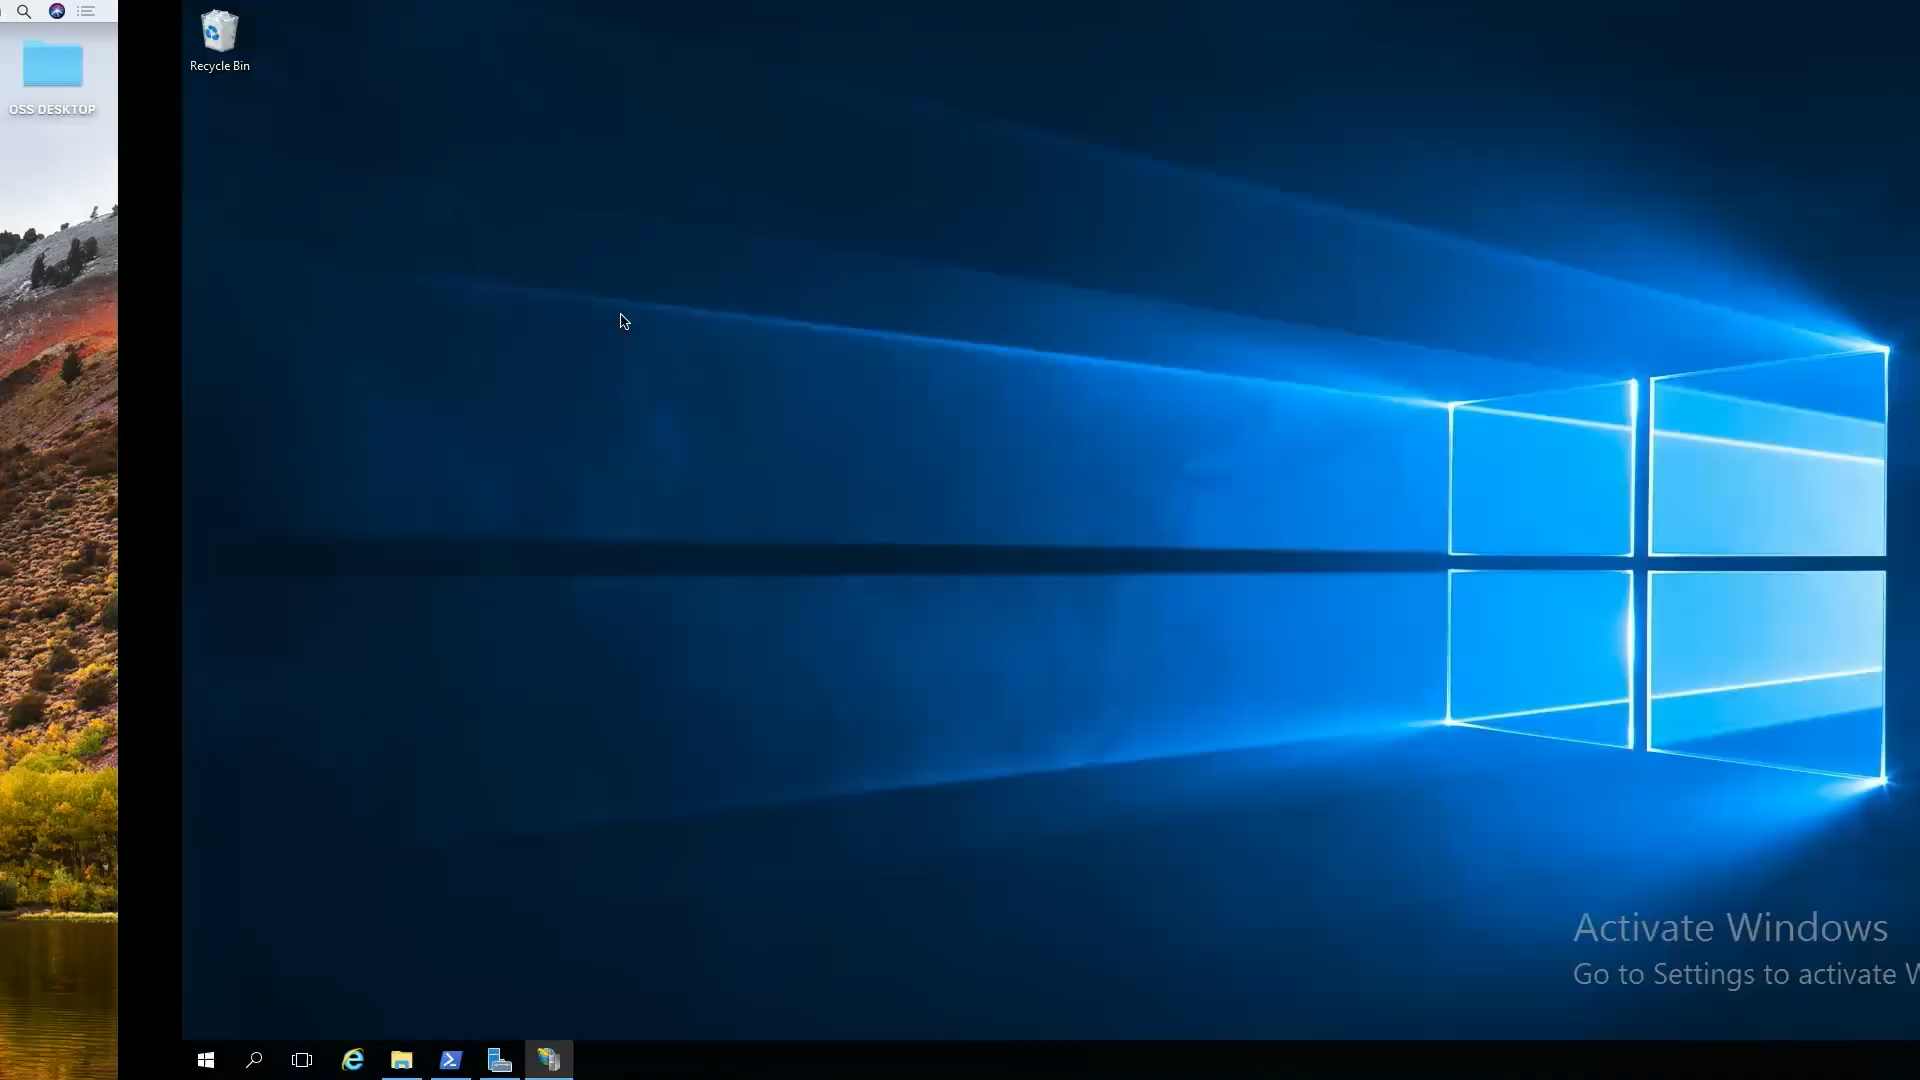 Recycle Bin
OSS DESKTOP
Activate Windows
Go to Settings to activate W